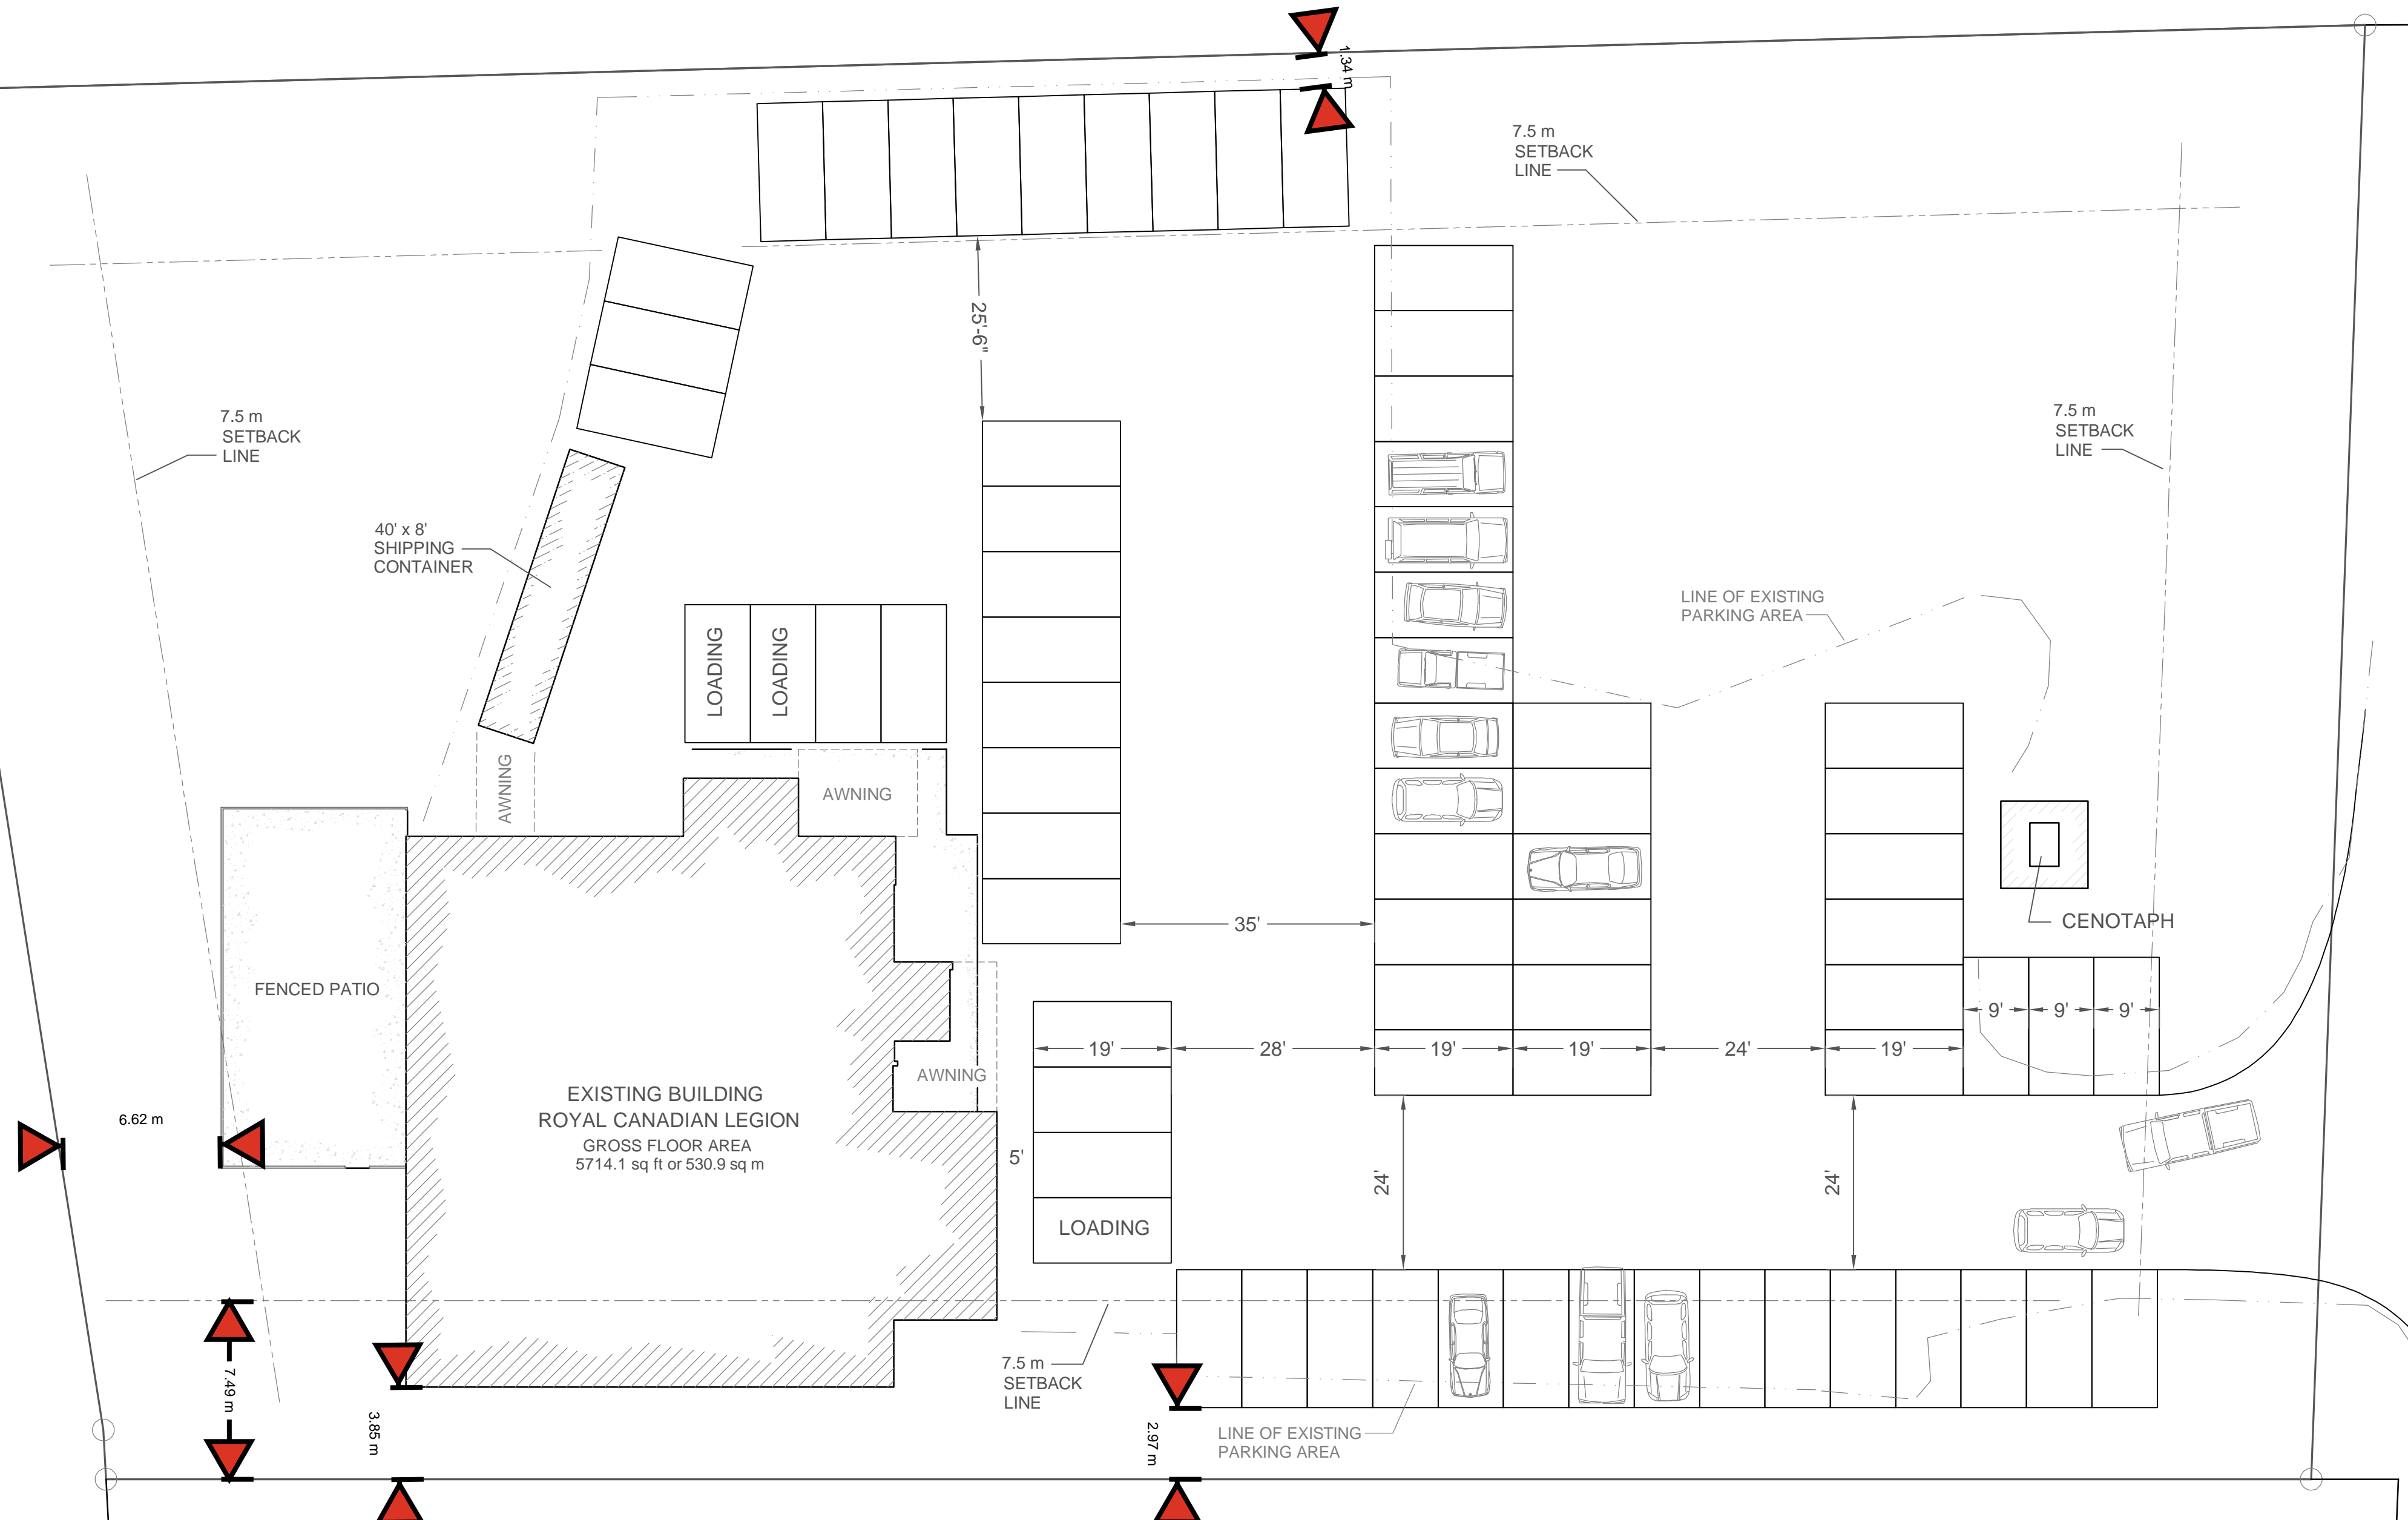 1.34 m
7.5 m
SETBACK
LINE
25'-6"
7.5 m
SETBACK
LINE
7.5 m
SETBACK
LINE
40' x 8'
SHIPPING
CONTAINER
LINE OF EXISTING
PARKING AREA
LOADING
LOADING
AWNING
AWNING
CENOTAPH
35'
FENCED PATIO
9'
9'
9'
19'
28'
19'
19'
24'
19'
AWNING
EXISTING BUILDING
ROYAL CANADIAN LEGION
GROSS FLOOR AREA
5714.1 sq ft or 530.9 sq m
6.62 m
5'
24'
24'
LOADING
7.49 m
3.85 m
7.5 m
SETBACK
LINE
2.97 m
LINE OF EXISTING
PARKING AREA